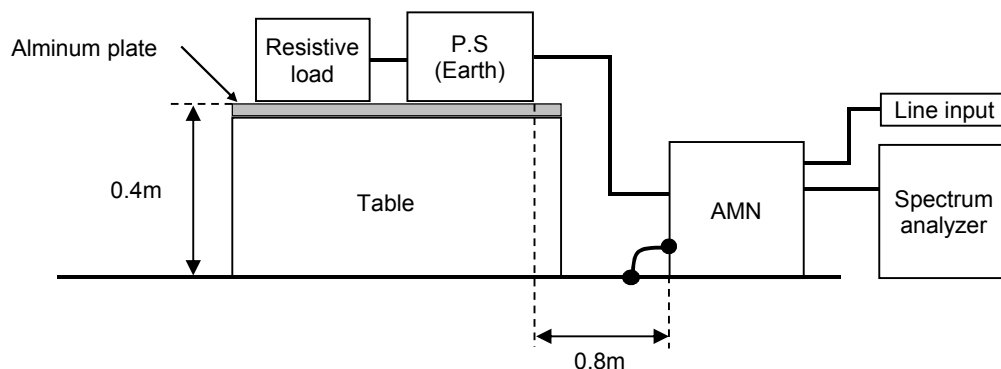 Alminum plate
Resistive
load
P.S
(Earth)
Line input
0.4m
Table
AMN
Spectrum
analyzer
0.8m